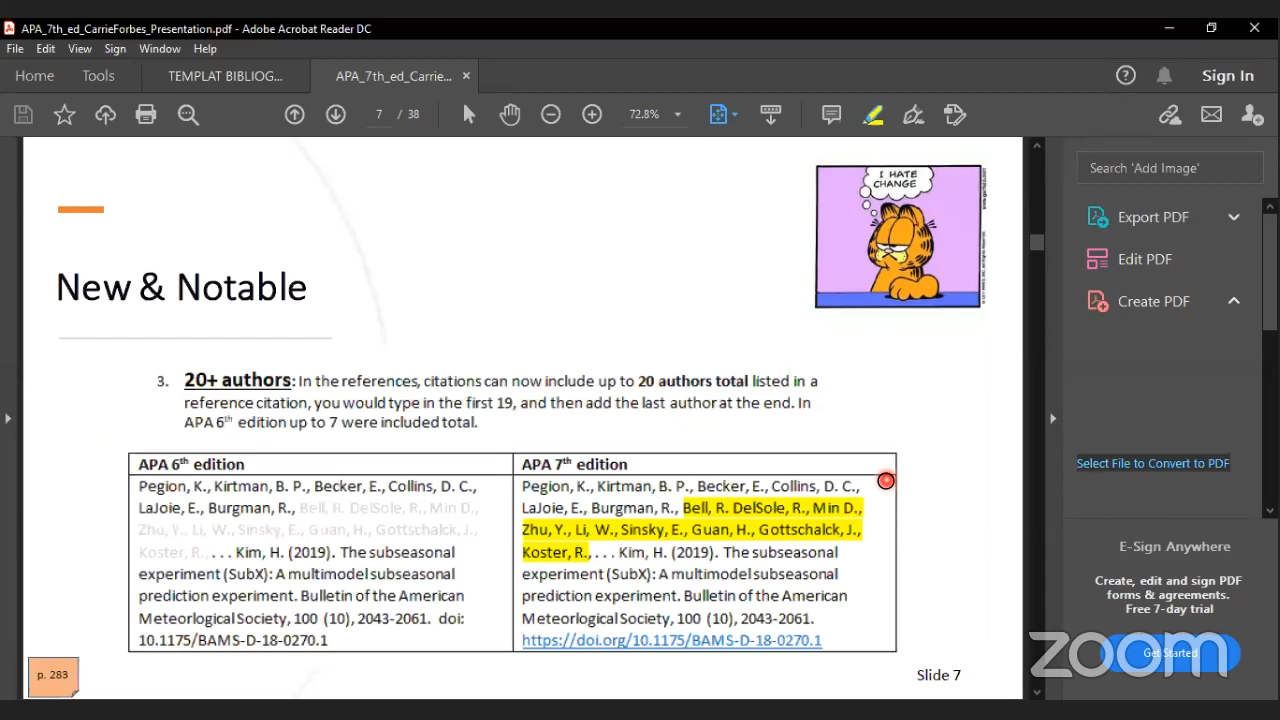 APA_7th_ed_CarrieForbes_Presentation.pdf - Adobe Acrobat Reader DC
File Edit View Sign Window Help
Home Tools TEMPLAT BIBLIOG... APA_7th_ed_Carrie... × Sign In
7 / 38 72.8%
Search 'Add Image'
Export PDF
Edit PDF
Create PDF
Select File to Convert to PDF
E-Sign Anywhere
Create, edit and sign PDF
forms & agreements.
Free 7-day trial
Get Started
zoom
I HATE
CHANGE
New & Notable
3. 20+ authors: In the references, citations can now include up to 20 authors total listed in a
reference citation, you would type in the first 19, and then add the last author at the end. In
APA 6th edition up to 7 were included total.
APA 6th edition
Pegion, K., Kirtman, B. P., Becker, E., Collins, D. C.,
LaJoie, E., Burgman, R., Bell, R. DelSole, R., Min D.,
Zhu, Y., Li, W., Sinsky, E., Guan, H., Gottschalck, J.,
Koster, R., . . . Kim, H. (2019). The subseasonal
experiment (SubX): A multimodel subseasonal
prediction experiment. Bulletin of the American
Meteorlogical Society, 100 (10), 2043-2061. doi:
10.1175/BAMS-D-18-0270.1
APA 7th edition
Pegion, K., Kirtman, B. P., Becker, E., Collins, D. C.,
LaJoie, E., Burgman, R., Bell, R. DelSole, R., Min D.,
Zhu, Y., Li, W., Sinsky, E., Guan, H., Gottschalck, J.,
Koster, R., . . . Kim, H. (2019). The subseasonal
experiment (SubX): A multimodel subseasonal
prediction experiment. Bulletin of the American
Meteorlogical Society, 100 (10), 2043-2061.
https://doi.org/10.1175/BAMS-D-18-0270.1
p. 283
Slide 7